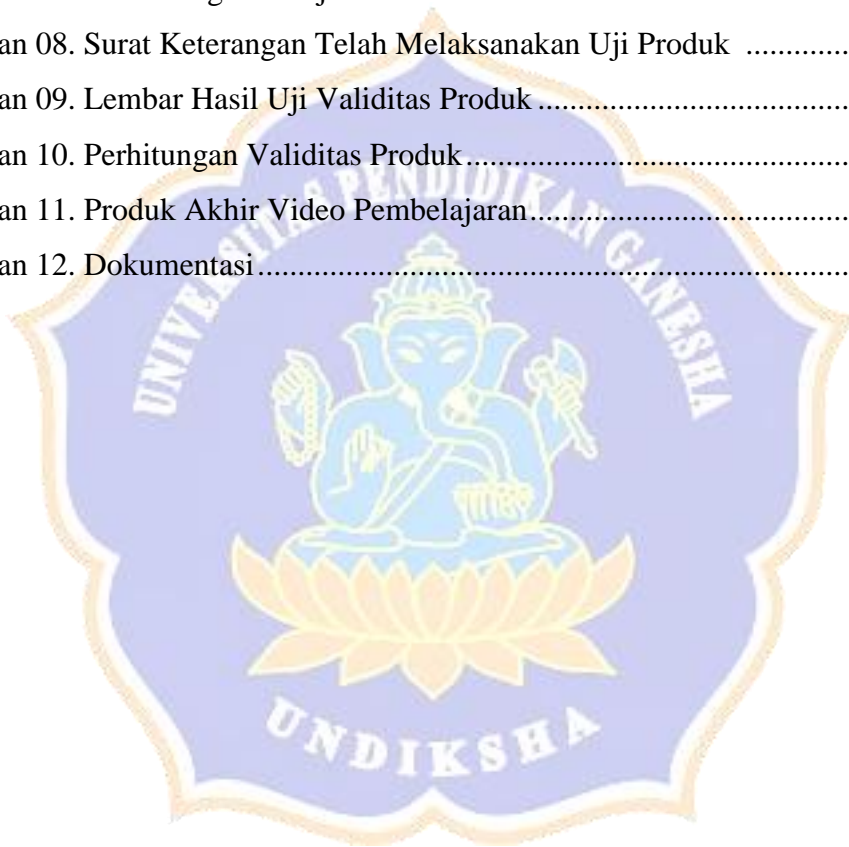 an 08. Surat Keterangan Telah Melaksanakan Uji Produk .............
an 09. Lembar Hasil Uji Validitas Produk.......................................
an 10. Perhitungan Validitas Produk................................................
an 11. Produk Akhir Video Pembelajaran........................................
an 12. Dokumentasi..........................................................................
UNIVERSITAS PENDIDIKAN GANESHA
UNDIKSHA